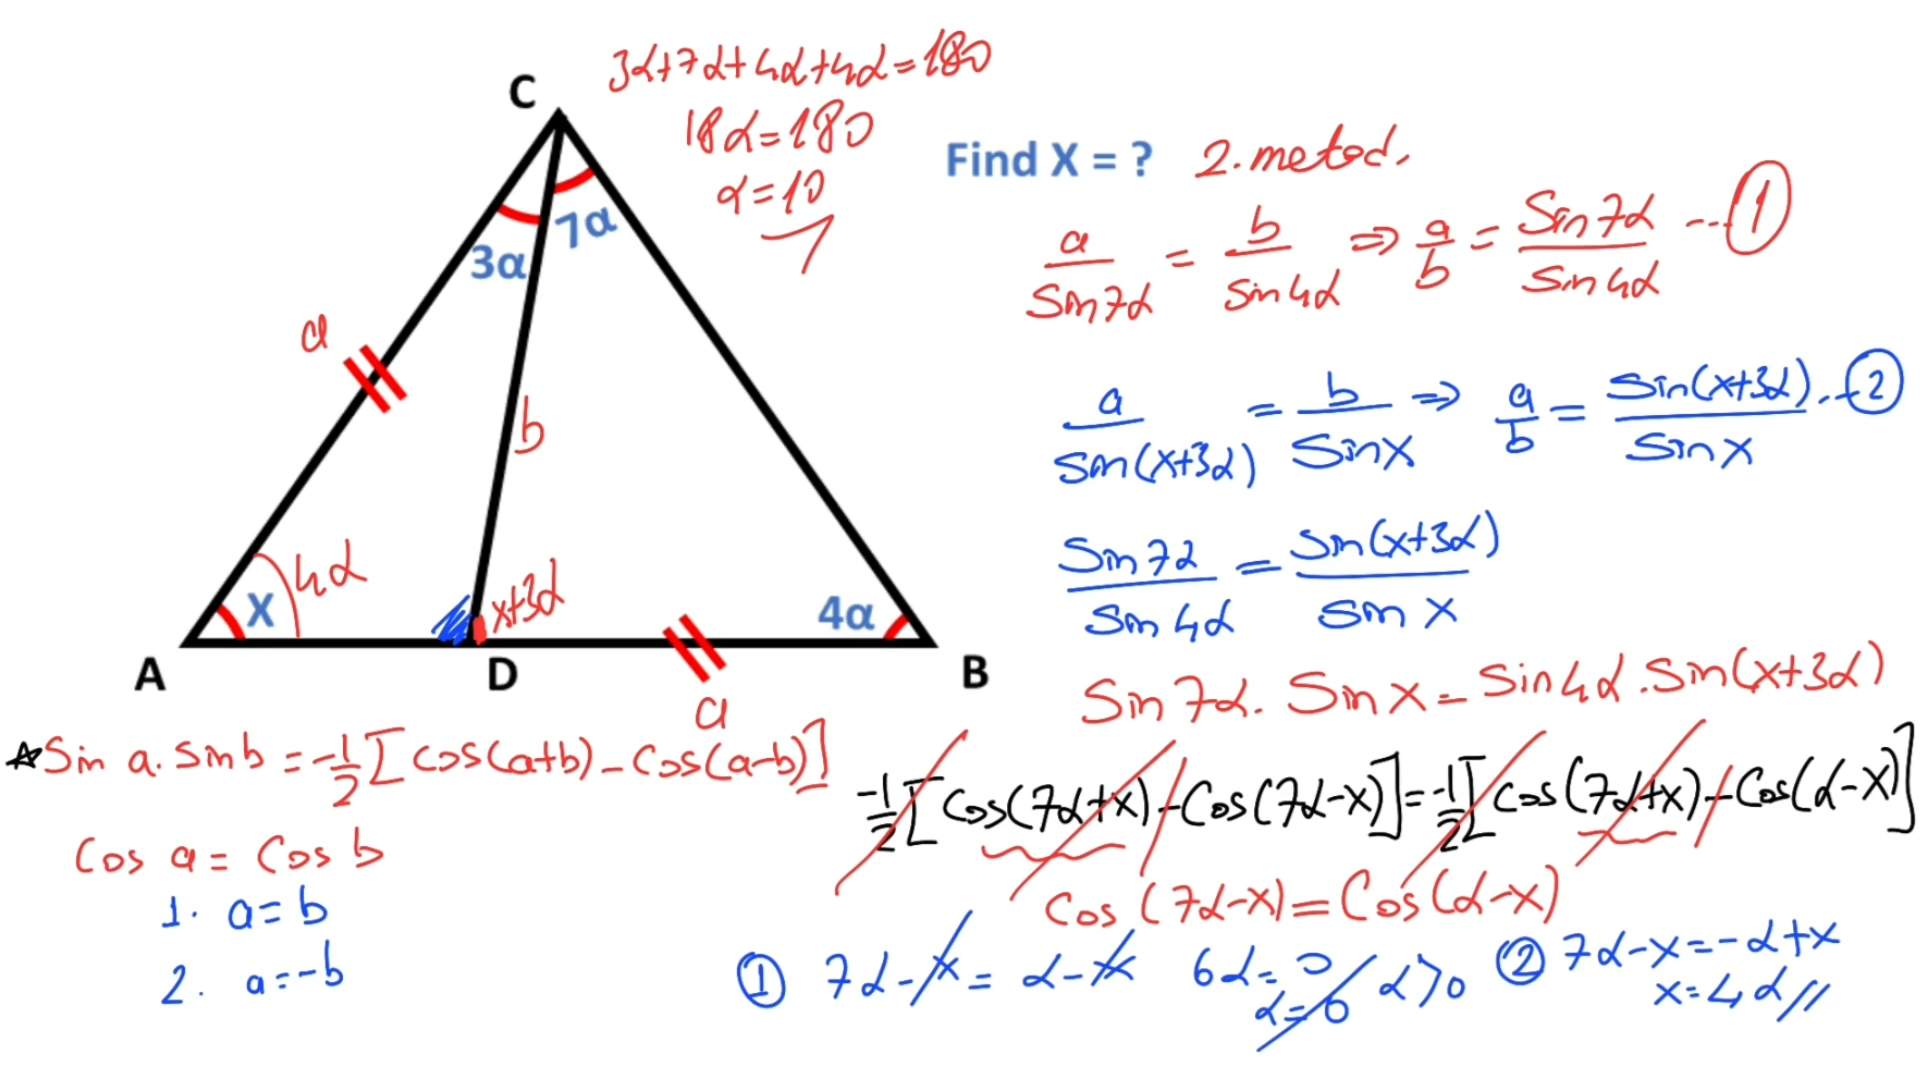 C
3α+7α+4α+4α=180
18α=180
α=10
Find X = ? 2. metod.
a/Sin7α = b/sin4α ⇒ a/b = Sin7α/Sin4α ---①
3α
7α
a
b
a/sin(x+3α) = b/Sinx ⇒ a/b = Sin(x+3α)/Sinx .-②
Sin7α/Sin4α = Sin(x+3α)/Sinx
X
4α
x+3α
4α
A
D
B
a
Sin7α. Sinx = Sin4α.Sin(x+3α)
☆Sin a. Sinb = -1/2[cos(a+b)-Cos(a-b)]
-1/2[Cos(7α+x)-Cos(7α-x)]=-1/2[Cos(7α+x)-Cos(α-x)]
Cos a = Cos b
1. a=b
2. a=-b
Cos(7α-x)=Cos(α-x)
① 7α-x = α-x 6α=0 α=0 α>0
② 7α-x=-α+x
x=4α//